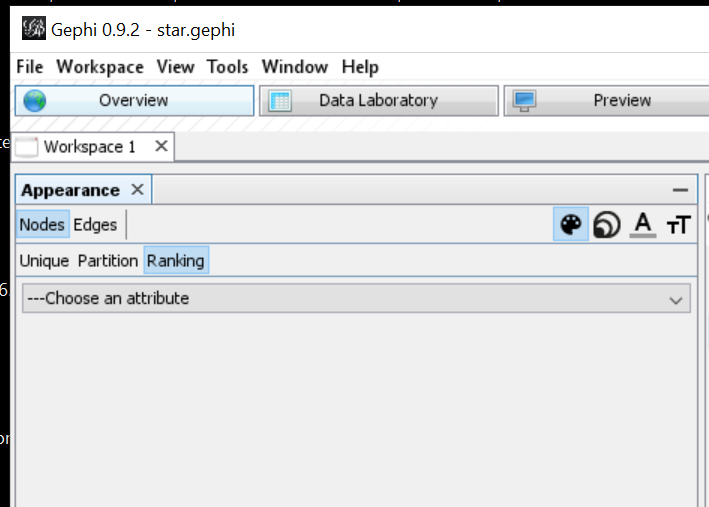 Gephi 0.9.2 - star.gephi
File Workspace View Tools Window Help
Overview Data Laboratory Preview
Workspace 1
Appearance
Nodes Edges A TT
Unique Partition Ranking
---Choose an attribute